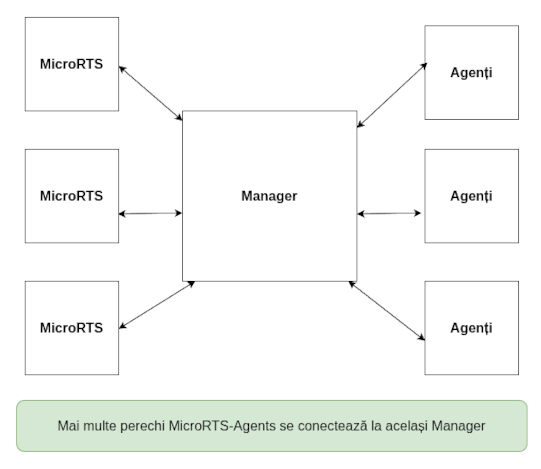 MicroRTS
Agenți
MicroRTS
Manager
Agenți
MicroRTS
Agenți
Mai multe perechi MicroRTS-Agents se conectează la același Manager